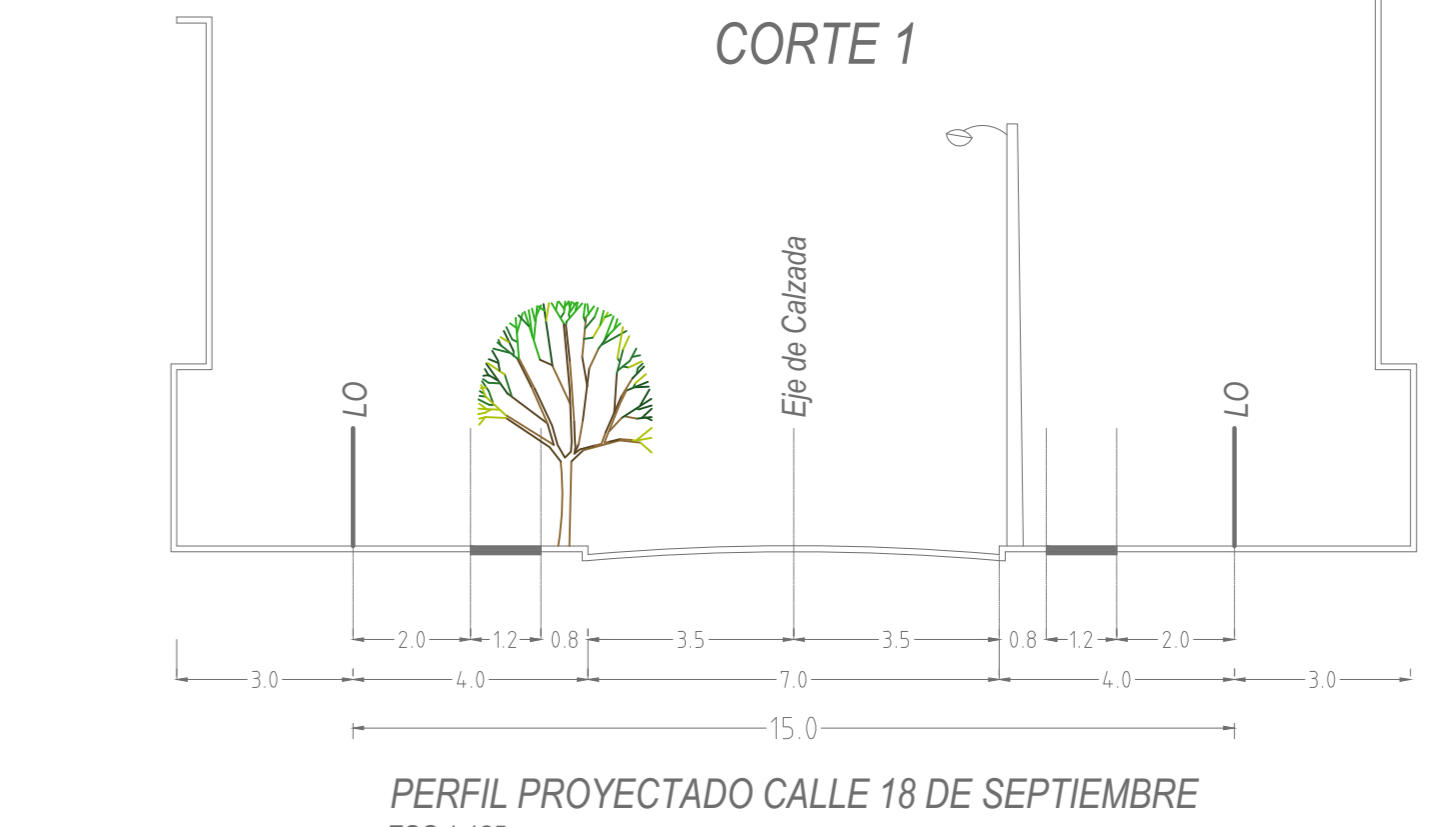 CORTE 1
Eje de Calzada
LO
LO
2.0 1.2 0.8 3.5 3.5 0.8 1.2 2.0
3.0 4.0 7.0 4.0 3.0
15.0
PERFIL PROYECTADO CALLE 18 DE SEPTIEMBRE